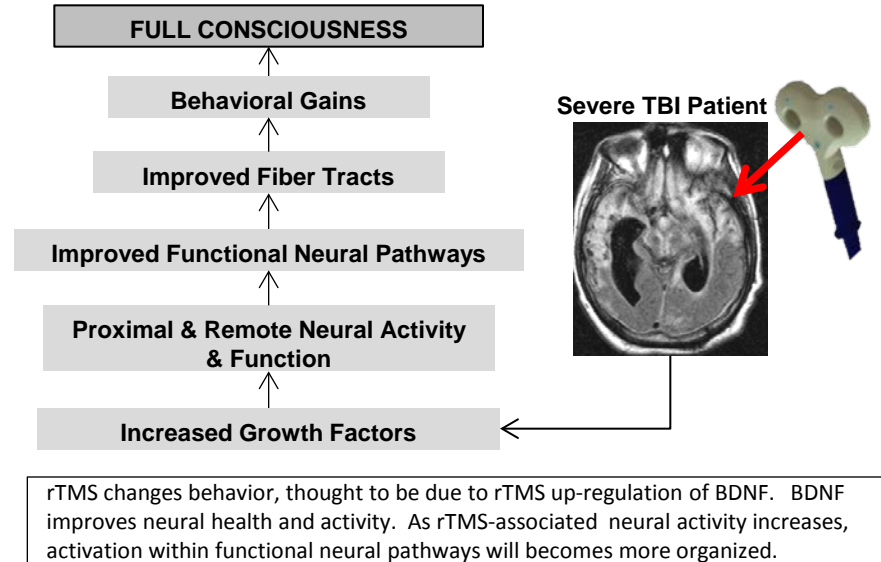 FULL CONSCIOUSNESS
Behavioral Gains
Severe TBI Patient
Improved Fiber Tracts
Improved Functional Neural Pathways
Proximal & Remote Neural Activity
& Function
Increased Growth Factors
rTMS changes behavior, thought to be due to rTMS up-regulation of BDNF. BDNF
improves neural health and activity. As rTMS-associated neural activity increases,
activation within functional neural pathways will becomes more organized.